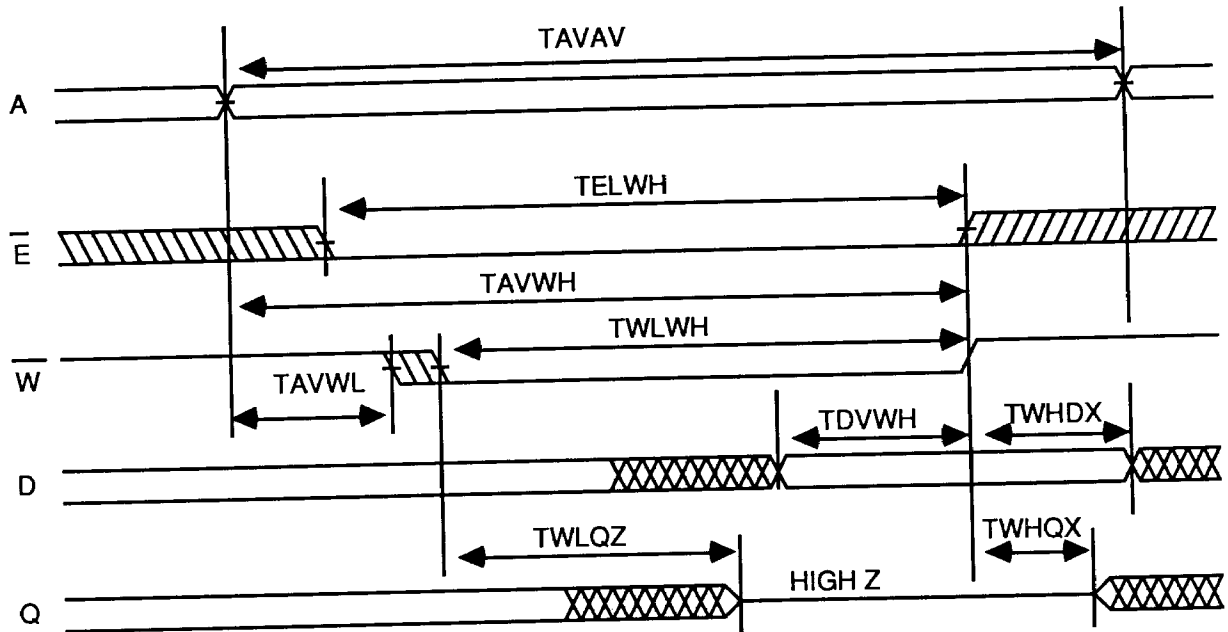 TAVAV
A
TELWH
E
TAVWH
TWLWH
W
TAVWL
TDVWH
TWHDX
D
TWLQZ
TWHQX
HIGH Z
Q